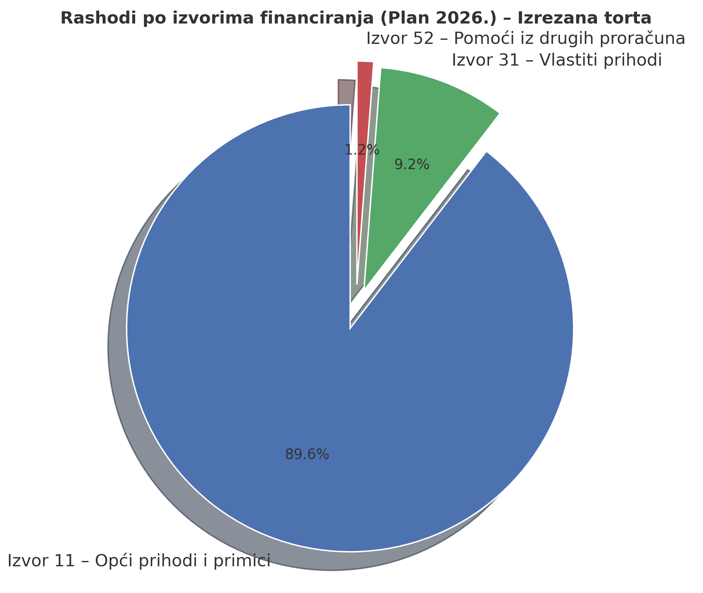 Rashodi po izvorima financiranja (Plan 2026.) – Izrezana torta
Izvor 52 – Pomoći iz drugih proračuna
Izvor 31 – Vlastiti prihodi
1.2%
9.2%
89.6%
Izvor 11 – Opći prihodi i primici